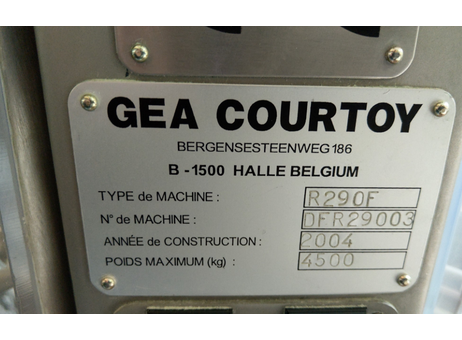 GEA COURTOY
BERGENSESTEENWEG 186
B - 1500 HALLE BELGIUM
TYPE de MACHINE : R290F
N° de MACHINE : DFR29003
ANNÉE de CONSTRUCTION : 2004
POIDS MAXIMUM (kg) : 4500